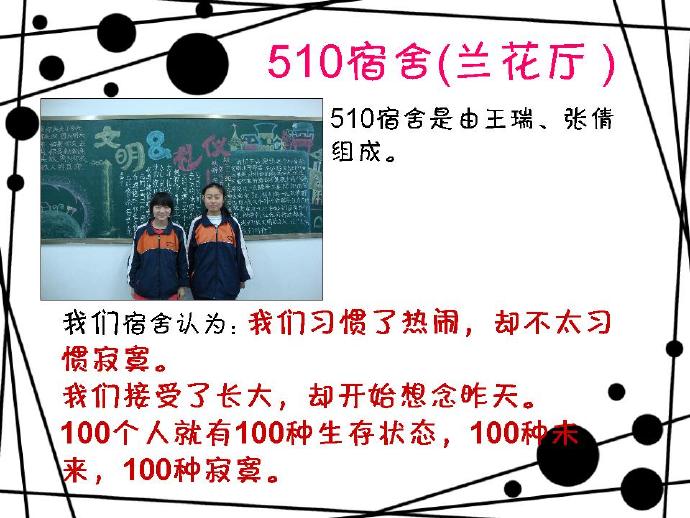 510宿舍(兰花厅)
510宿舍是由王瑞、张倩
组成。
文明&礼仪
我们宿舍认为：我们习惯了热闹，却不太习
惯寂寞。
我们接受了长大，却开始想念昨天。
100个人就有100种生存状态，100种未
来，100种寂寞。